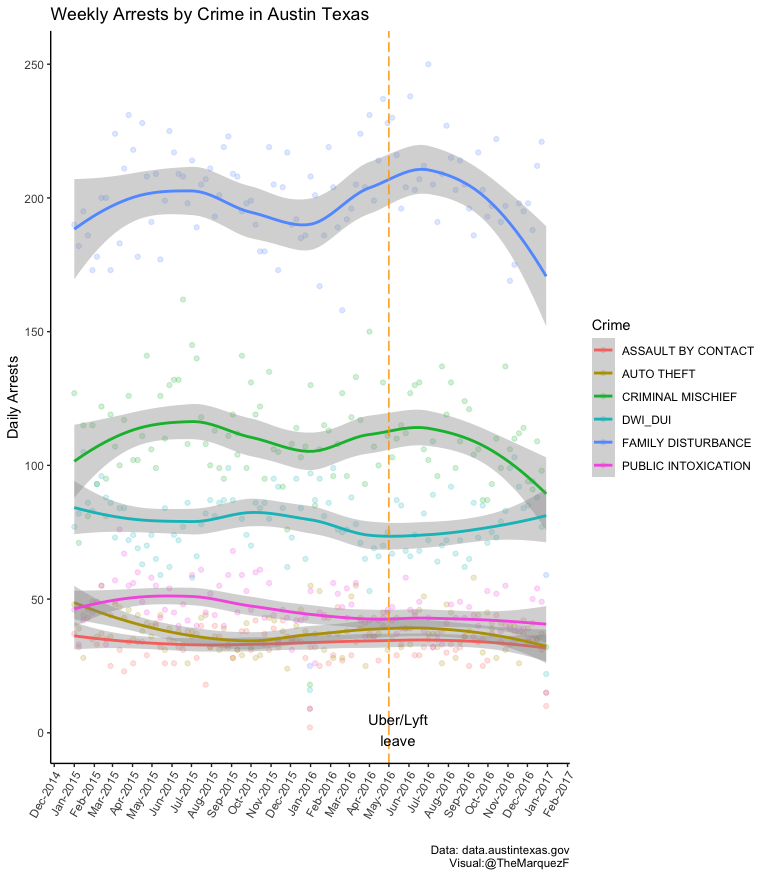 Weekly Arrests by Crime in Austin Texas
Daily Arrests
250
200
150
100
50
0
Uber/Lyft
leave
Dec-2014
Jan-2015
Feb-2015
Mar-2015
Apr-2015
May-2015
Jun-2015
Jul-2015
Aug-2015
Sep-2015
Oct-2015
Nov-2015
Dec-2015
Jan-2016
Feb-2016
Mar-2016
Apr-2016
May-2016
Jun-2016
Jul-2016
Aug-2016
Sep-2016
Oct-2016
Nov-2016
Dec-2016
Jan-2017
Feb-2017
Crime
ASSAULT BY CONTACT
AUTO THEFT
CRIMINAL MISCHIEF
DWI_DUI
FAMILY DISTURBANCE
PUBLIC INTOXICATION
Data: data.austintexas.gov
Visual:@TheMarquezF